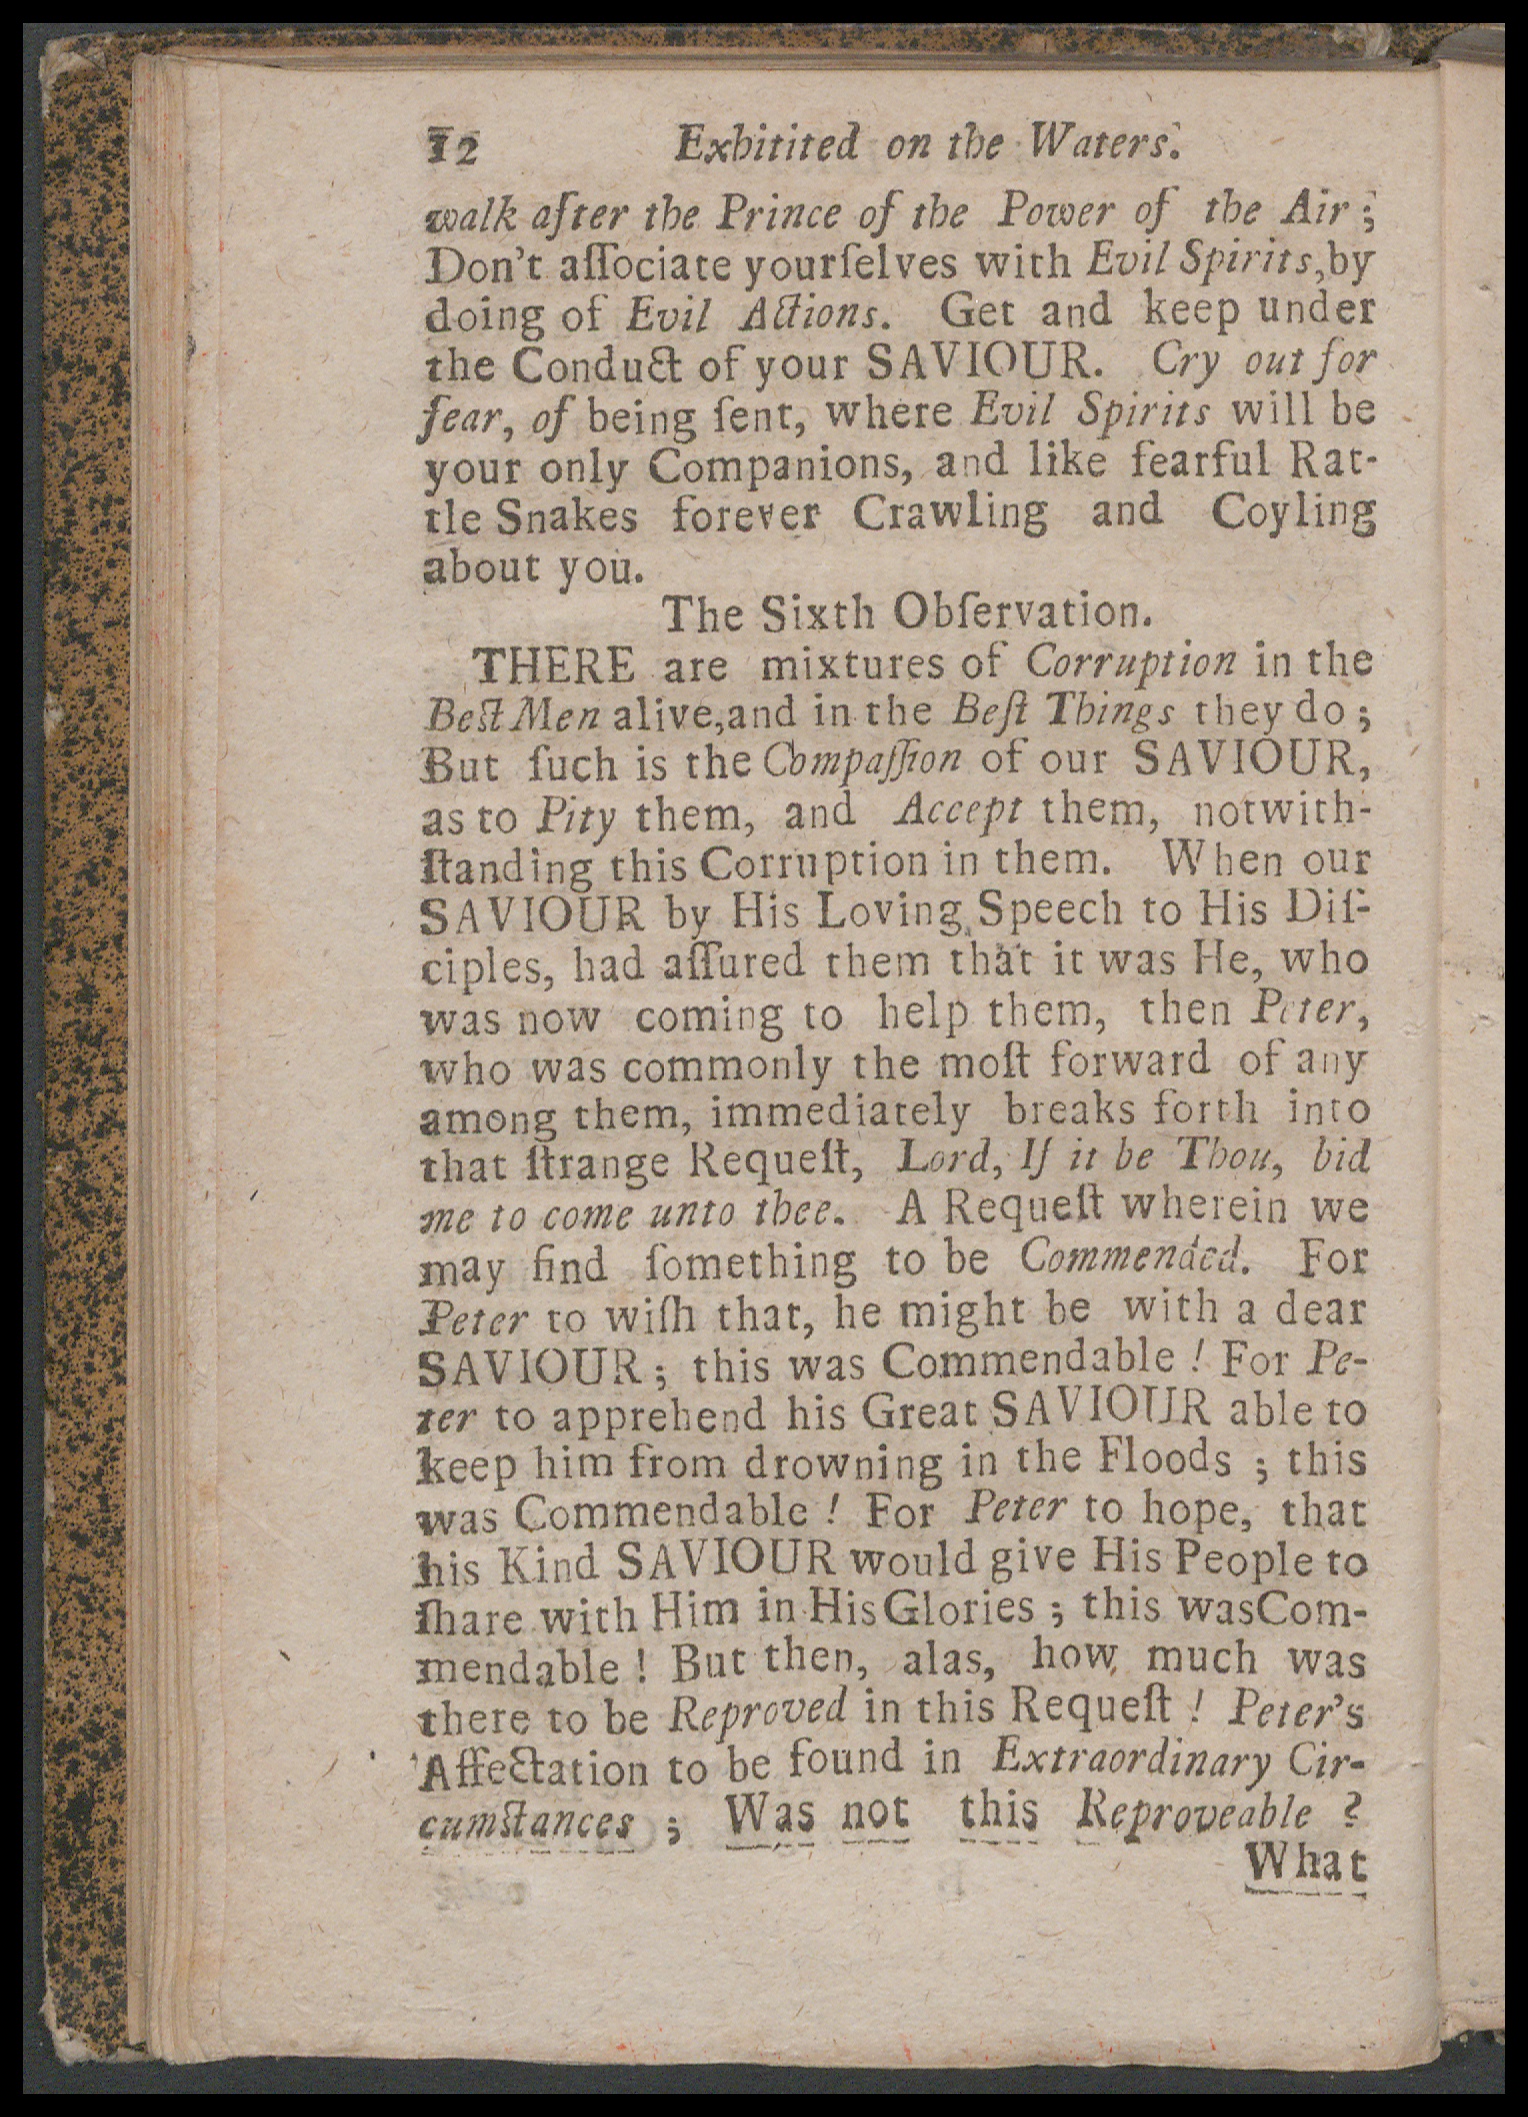 12 Exhitited on the Waters.
walk after the Prince of the Power of the Air;
Don't aſſociate yourſelves with Evil Spirits,by
doing of Evil Actions. Get and keep under
the Conduct of your SAVIOUR. Cry out for
fear, of being ſent, where Evil Spirits will be
your only Companions, and like fearful Rat-
tle Snakes forever Crawling and Coyling
about you.
The Sixth Obſervation.
THERE are mixtures of Corruption in the
Beſt Men alive,and in the Beſt Things they do;
But ſuch is the Compaſſion of our SAVIOUR,
as to Pity them, and Accept them, notwith-
ſtanding this Corruption in them. When our
SAVIOUR by His Loving Speech to His Diſ-
ciples, had aſſured them that it was He, who
was now coming to help them, then Peter,
who was commonly the moſt forward of any
among them, immediately breaks forth into
that ſtrange Requeſt, Lord, If it be Thou, bid
me to come unto thee. A Requeſt wherein we
may find ſomething to be Commended. For
Peter to wiſh that, he might be with a dear
SAVIOUR; this was Commendable! For Pe-
ter to apprehend his Great SAVIOUR able to
keep him from drowning in the Floods; this
was Commendable! For Peter to hope, that
his Kind SAVIOUR would give His People to
ſhare with Him in His Glories; this wasCom-
mendable! But then, alas, how much was
there to be Reproved in this Requeſt! Peter's
Affectation to be found in Extraordinary Cir-
cumſtances; Was not this Reproveable?
What